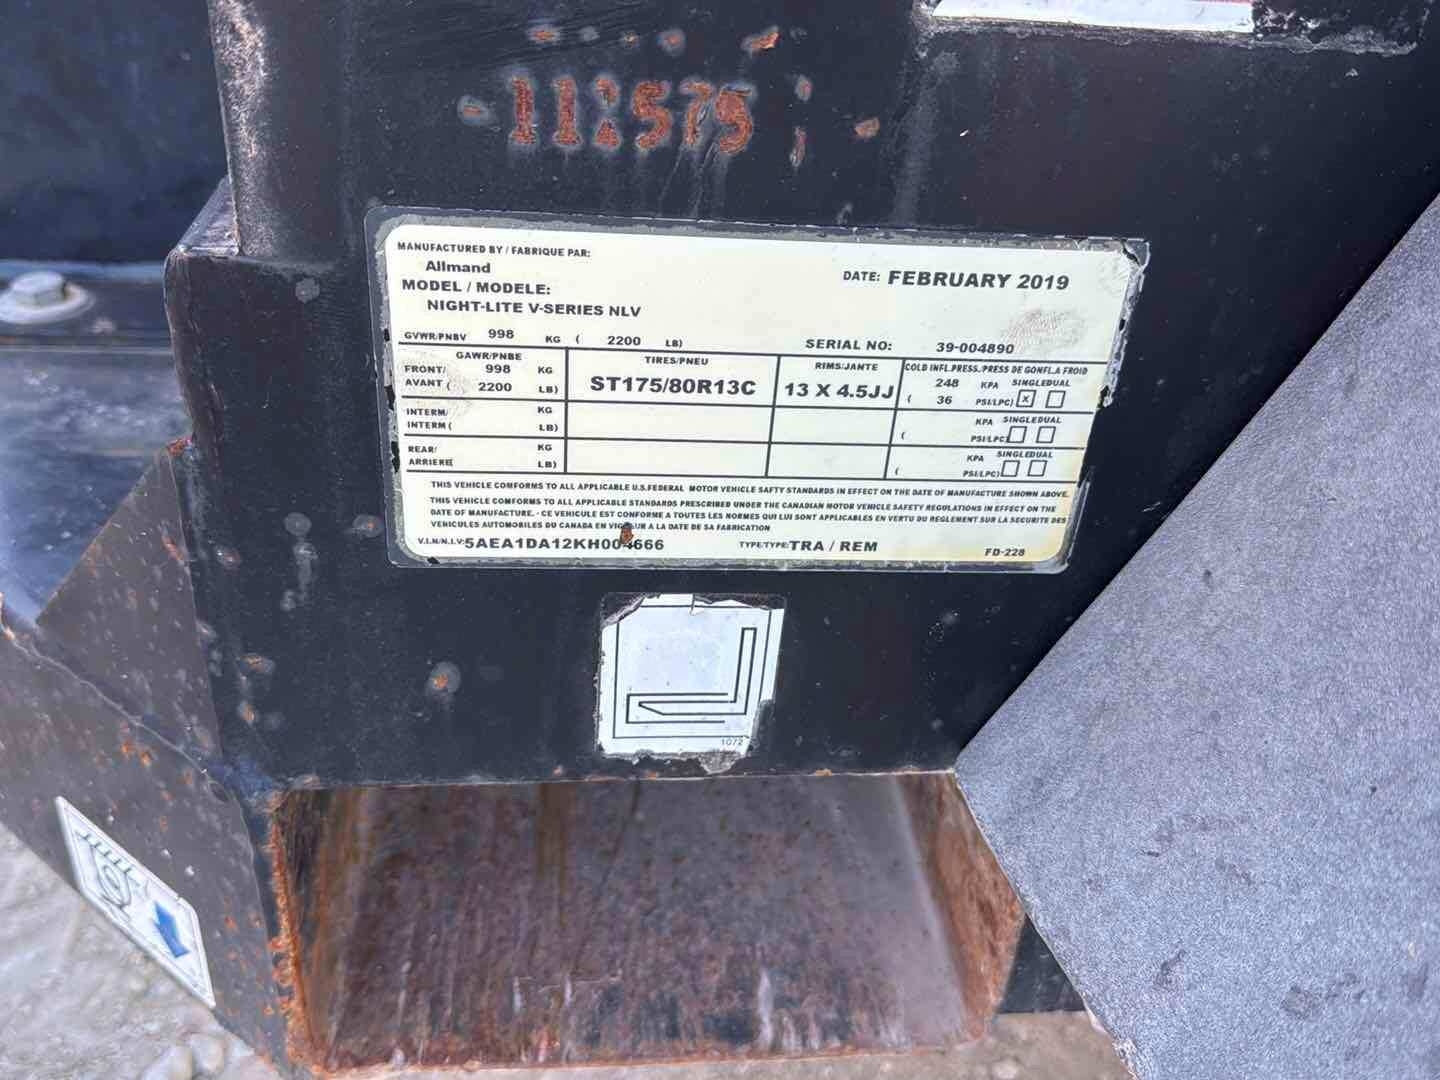 112575
MANUFACTURED BY / FABRIQUE PAR:
Allmand
DATE: FEBRUARY 2019
MODEL / MODELE:
NIGHT-LITE V-SERIES NLV
GVWR/PNBV 998 KG ( 2200 LB) SERIAL NO: 39-004890
GAWR/PNBE TIRES/PNEU RIMS/JANTE COLD INFL.PRESS./PRESS DE GONFL.A FROID
FRONT/ 998 KG ST175/80R13C 13 X 4.5JJ 248 KPA SINGLE DUAL
AVANT ( 2200 LB) ( 36 PSI/LPC) X
INTERM/ KG KPA SINGLE DUAL
INTERM ( LB) ( PSI/LPC)
REAR/ KG KPA SINGLE DUAL
ARRIERE( LB) ( PSI/LPC)
THIS VEHICLE COMFORMS TO ALL APPLICABLE U.S.FEDERAL MOTOR VEHICLE SAFTY STANDARDS IN EFFECT ON THE DATE OF MANUFACTURE SHOWN ABOVE.
THIS VEHICLE COMFORMS TO ALL APPLICABLE STANDARDS PRESCRIBED UNDER THE CANADIAN MOTOR VEHICLE SAFETY REGULATIONS IN EFFECT ON THE
DATE OF MANUFACTURE. - CE VEHICULE EST CONFORME A TOUTES LES NORMES QUI LUI SONT APPLICABLES EN VERTU DU REGLEMENT SUR LA SECURITE DES
VEHICULES AUTOMOBILES DU CANADA EN VIGEUR A LA DATE DE SA FABRICATION
V.I.N/N.I.V: 5AEA1DA12KH004666 TYPE/TYPE: TRA / REM FD-228
1072